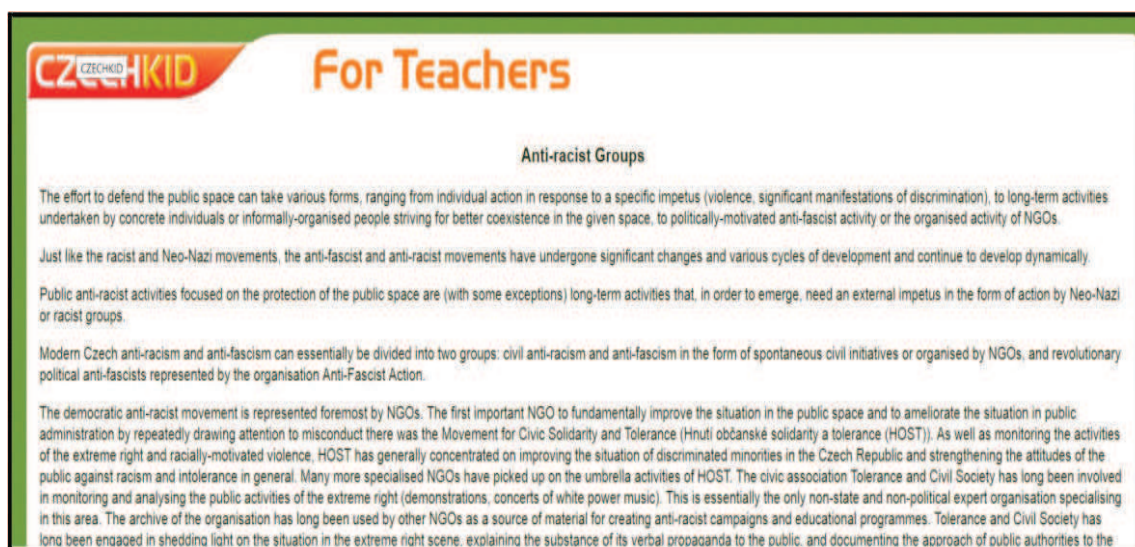 CZECHKID
CZECHKID
For Teachers
Anti-racist Groups
The effort to defend the public space can take various forms, ranging from individual action in response to a specific impetus (violence, significant manifestations of discrimination), to long-term activities
undertaken by concrete individuals or informally-organised people striving for better coexistence in the given space, to politically-motivated anti-fascist activity or the organised activity of NGOs.
Just like the racist and Neo-Nazi movements, the anti-fascist and anti-racist movements have undergone significant changes and various cycles of development and continue to develop dynamically.
Public anti-racist activities focused on the protection of the public space are (with some exceptions) long-term activities that, in order to emerge, need an external impetus in the form of action by Neo-Nazi
or racist groups.
Modern Czech anti-racism and anti-fascism can essentially be divided into two groups: civil anti-racism and anti-fascism in the form of spontaneous civil initiatives or organised by NGOs, and revolutionary
political anti-fascists represented by the organisation Anti-Fascist Action.
The democratic anti-racist movement is represented foremost by NGOs. The first important NGO to fundamentally improve the situation in the public space and to ameliorate the situation in public
administration by repeatedly drawing attention to misconduct there was the Movement for Civic Solidarity and Tolerance (Hnutí občanské solidarity a tolerance (HOST)). As well as monitoring the activities
of the extreme right and racially-motivated violence, HOST has generally concentrated on improving the situation of discriminated minorities in the Czech Republic and strengthening the attitudes of the
public against racism and intolerance in general. Many more specialised NGOs have picked up on the umbrella activities of HOST. The civic association Tolerance and Civil Society has long been involved
in monitoring and analysing the public activities of the extreme right (demonstrations, concerts of white power music). This is essentially the only non-state and non-political expert organisation specialising
in this area. The archive of the organisation has long been used by other NGOs as a source of material for creating anti-racist campaigns and educational programmes. Tolerance and Civil Society has
long been engaged in shedding light on the situation in the extreme right scene, explaining the substance of its verbal propaganda to the public, and documenting the approach of public authorities to the